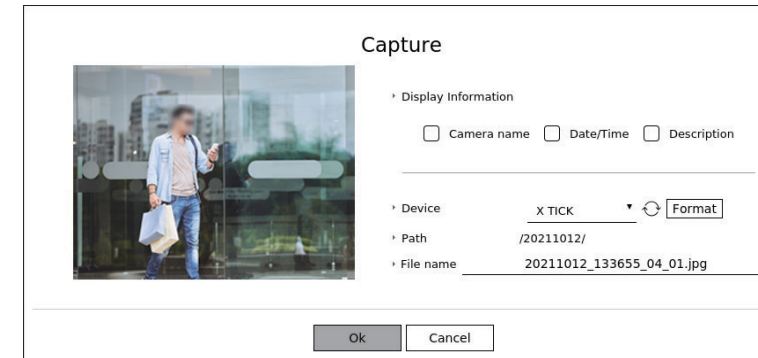 Capture
Display Information
Camera name Date/Time Description
Device X TICK Format
Path /20211012/
File name 20211012_133655_04_01.jpg
Ok Cancel